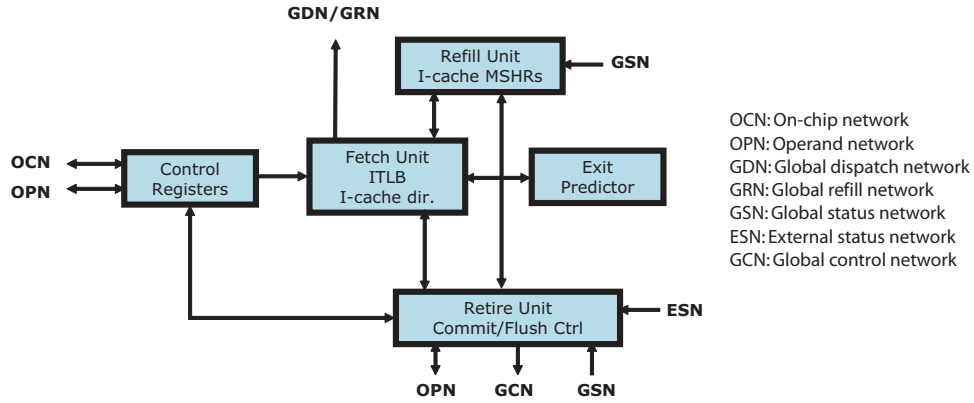 GDN/GRN
Refill Unit
I-cache MSHRs
GSN
OCN
OPN
Control
Registers
Fetch Unit
ITLB
I-cache dir.
Exit
Predictor
Retire Unit
Commit/Flush Ctrl
ESN
OPN
GCN
GSN
OCN: On-chip network
OPN: Operand network
GDN: Global dispatch network
GRN: Global refill network
GSN: Global status network
ESN: External status network
GCN: Global control network